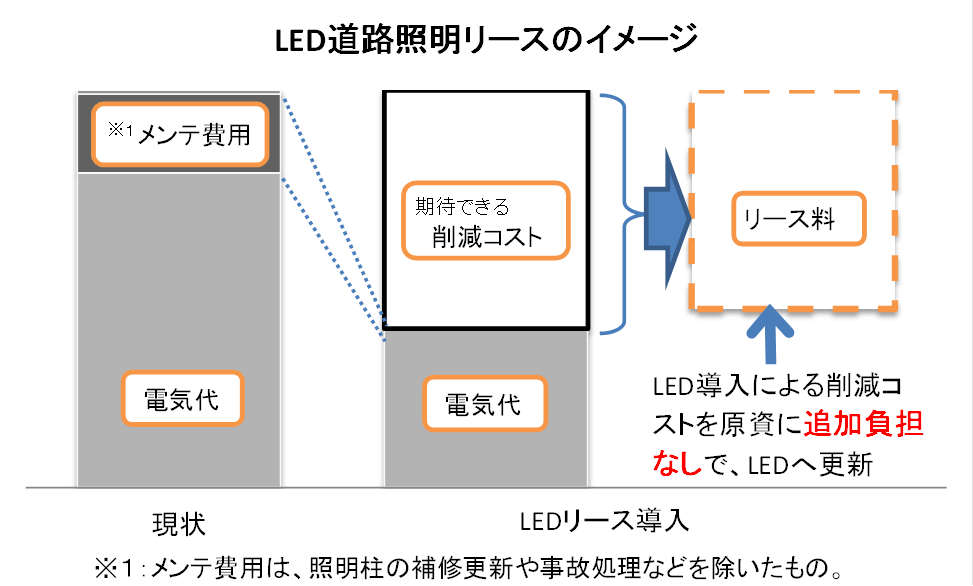 LED道路照明リースのイメージ
※1メンテ費用
期待できる
削減コスト
リース料
電気代
電気代
LED導入による削減コ
ストを原資に追加負担
なしで、LEDへ更新
現状
LEDリース導入
※1:メンテ費用は、照明柱の補修更新や事故処理などを除いたもの。